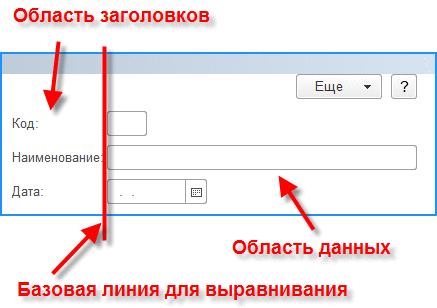 Область заголовков
Еще ?
Код:
Наименование:
Дата: . .
Область данных
Базовая линия для выравнивания